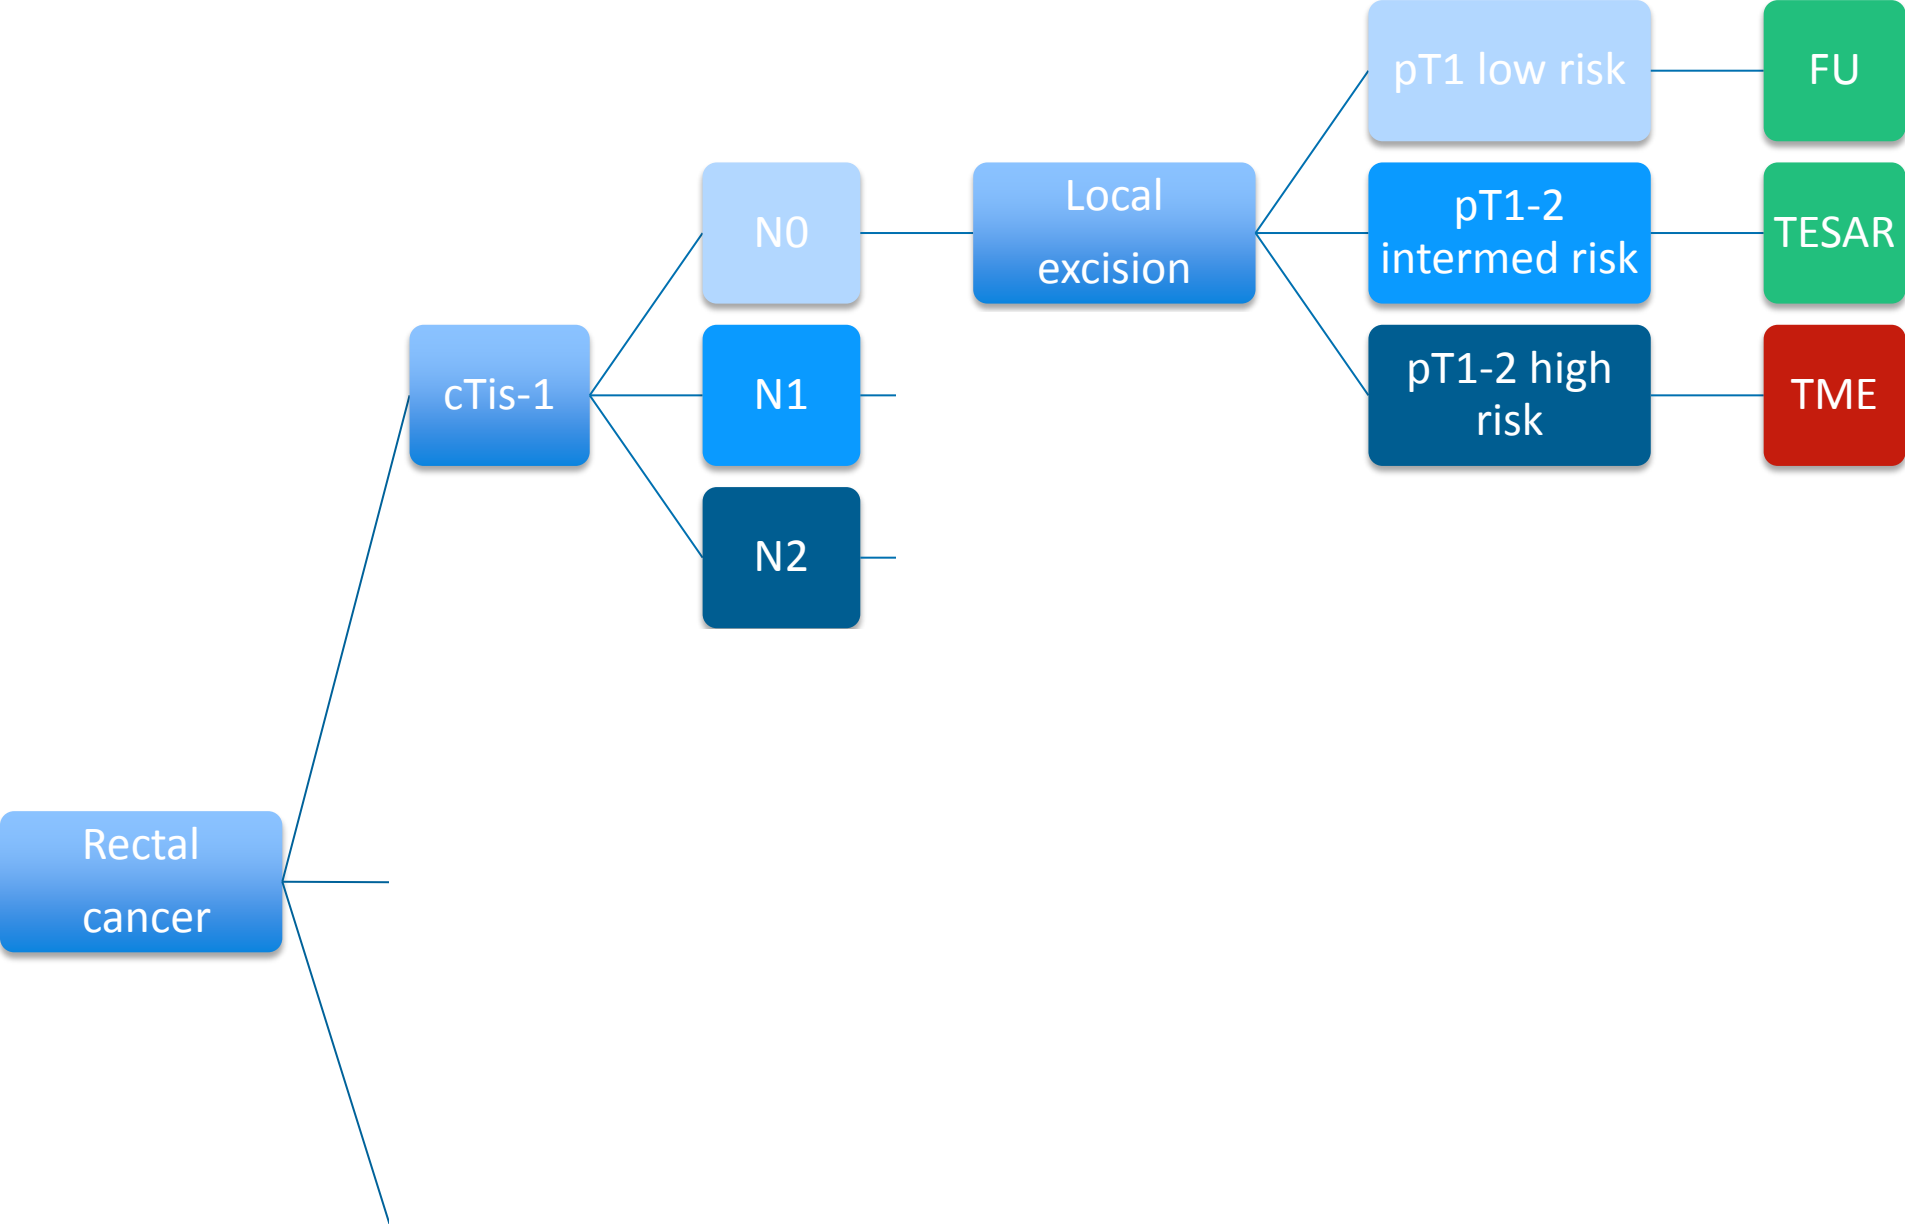 pT1 low risk
FU
N0
Local
excision
pT1-2
intermed risk
TESAR
cTis-1
N1
pT1-2 high
risk
TME
N2
Rectal
cancer